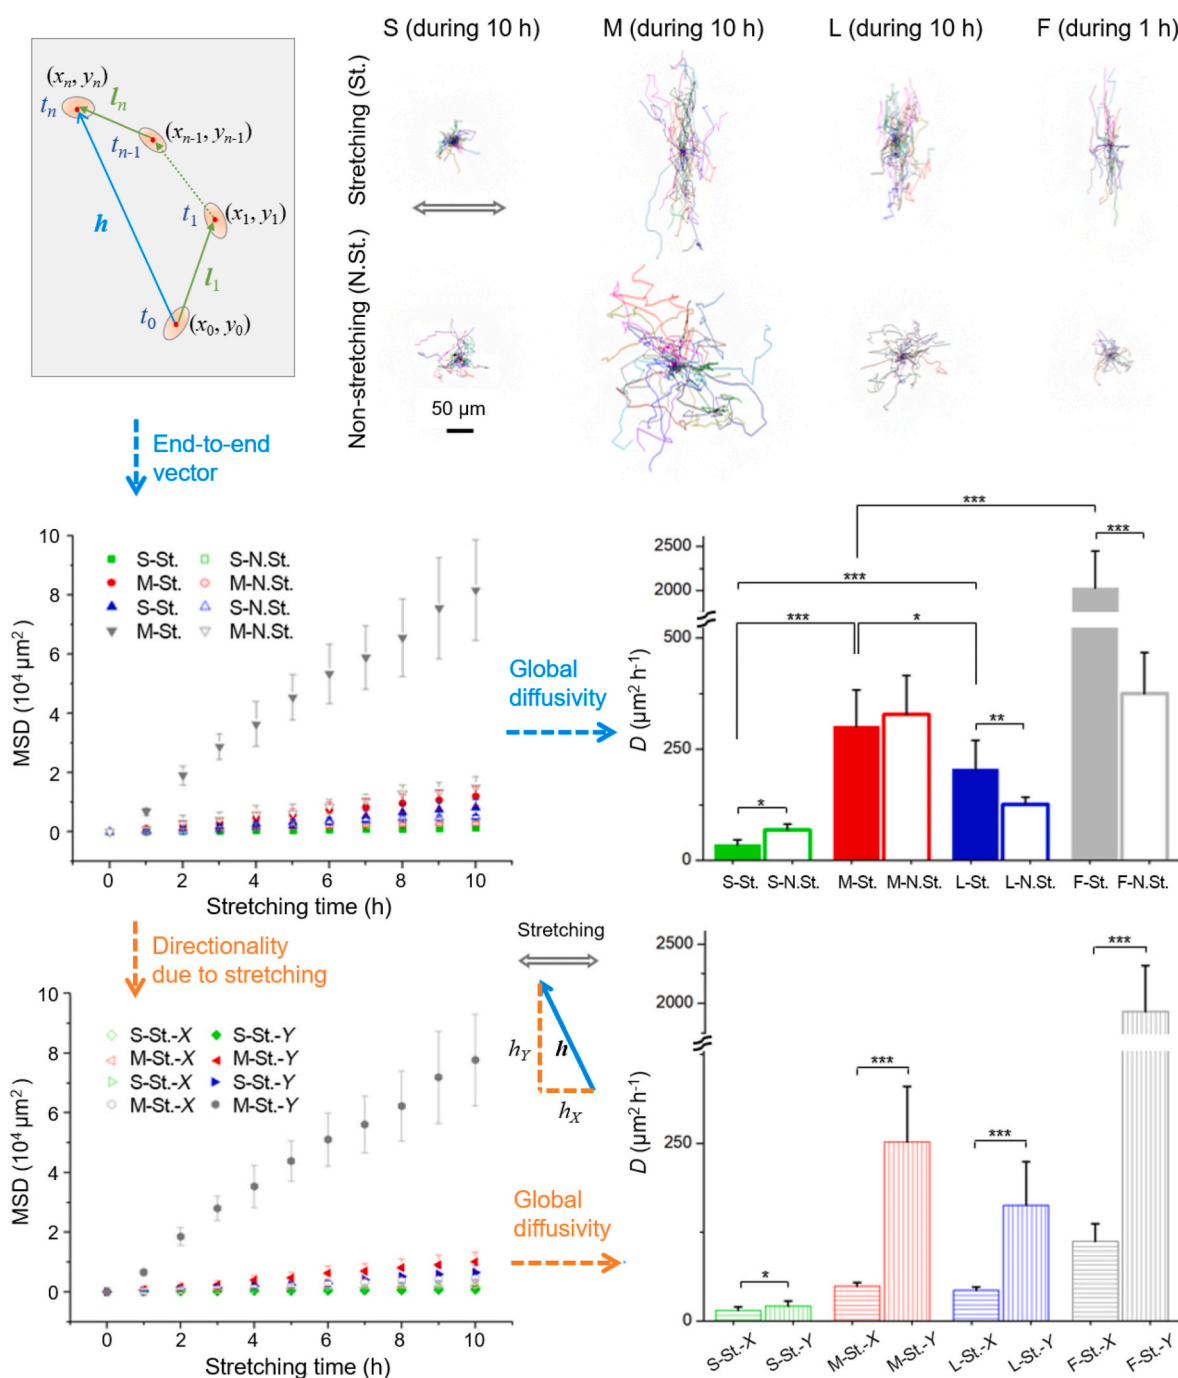 S (during 10 h) M (during 10 h) L (during 10 h) F (during 1 h)
Stretching (St.)
Non-stretching (N.St.)
(xₙ, yₙ)
tₙ
lₙ
(xₙ₋₁, yₙ₋₁)
tₙ₋₁
t₁
(x₁, y₁)
h
l₁
t₀
(x₀, y₀)
50 μm
End-to-end
vector
10
8
6
4
2
0
MSD (10⁴ μm²)
S-St. S-N.St.
M-St. M-N.St.
S-St. S-N.St.
M-St. M-N.St.
0 2 4 6 8 10
Stretching time (h)
Global
diffusivity
***
***
***
***
*
**
*
2500
2000
500
250
0
D (μm² h⁻¹)
S-St. S-N.St. M-St. M-N.St. L-St. L-N.St. F-St. F-N.St.
Directionality
due to stretching
Stretching
h_Y
h
h_X
10
8
6
4
2
0
MSD (10⁴ μm²)
S-St.-X S-St.-Y
M-St.-X M-St.-Y
S-St.-X S-St.-Y
M-St.-X M-St.-Y
0 2 4 6 8 10
Stretching time (h)
Global
diffusivity
***
***
***
*
2500
2000
250
0
D (μm² h⁻¹)
S-St.-X S-St.-Y M-St.-X M-St.-Y L-St.-X L-St.-Y F-St.-X F-St.-Y